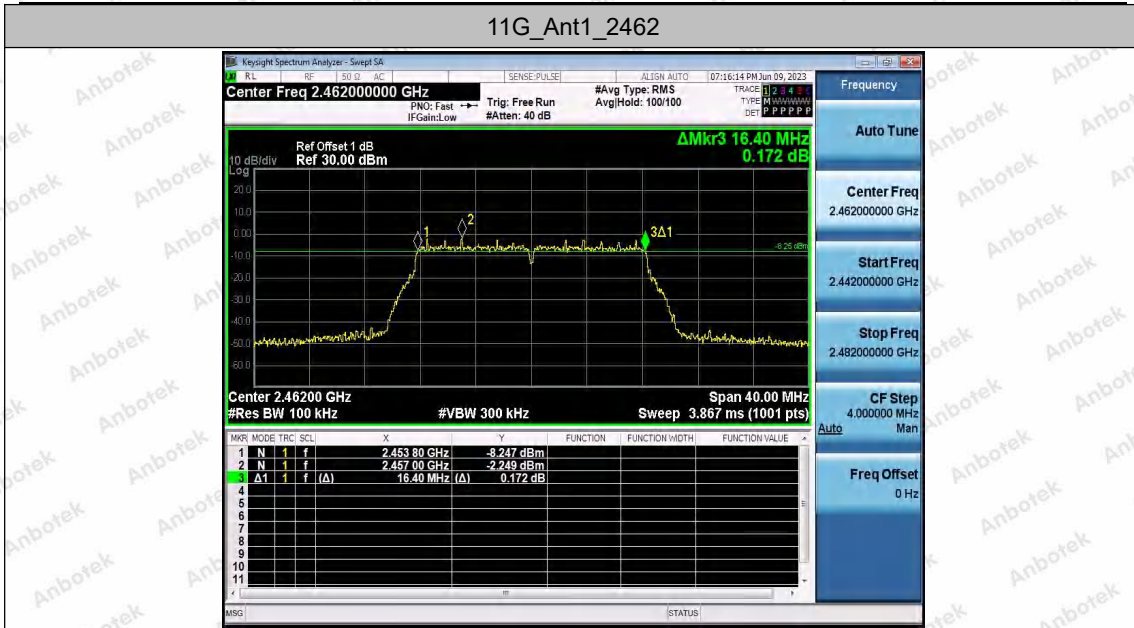 11G_Ant1_2462
Keysight Spectrum Analyzer - Swept SA
RL RF 50 Ω AC SENSE:PULSE ALIGN AUTO 07:16:14 PM Jun 09, 2023
Center Freq 2.462000000 GHz
PNO: Fast
IFGain:Low
Trig: Free Run
#Atten: 40 dB
#Avg Type: RMS
Avg|Hold: 100/100
TRACE 1 2 3 4 5 6
TYPE M W W W W W
DET P P P P P P
Ref Offset 1 dB
Ref 30.00 dBm
10 dB/div
Log
ΔMkr3 16.40 MHz
0.172 dB
20.0
10.0
0.00
-10.0
-20.0
-30.0
-40.0
-50.0
-60.0
1
2
3Δ1
-8.25 dBm
Center 2.46200 GHz
Span 40.00 MHz
#Res BW 100 kHz
#VBW 300 kHz
Sweep 3.867 ms (1001 pts)
MKR MODE TRC SCL X Y FUNCTION FUNCTION WIDTH FUNCTION VALUE
1 N 1 f 2.453 80 GHz -8.247 dBm
2 N 1 f 2.457 00 GHz -2.249 dBm
3 Δ1 1 f (Δ) 16.40 MHz (Δ) 0.172 dB
4
5
6
7
8
9
10
11
MSG
STATUS
Frequency
Auto Tune
Center Freq
2.462000000 GHz
Start Freq
2.442000000 GHz
Stop Freq
2.482000000 GHz
CF Step
4.000000 MHz
Auto Man
Freq Offset
0 Hz
Anbotek